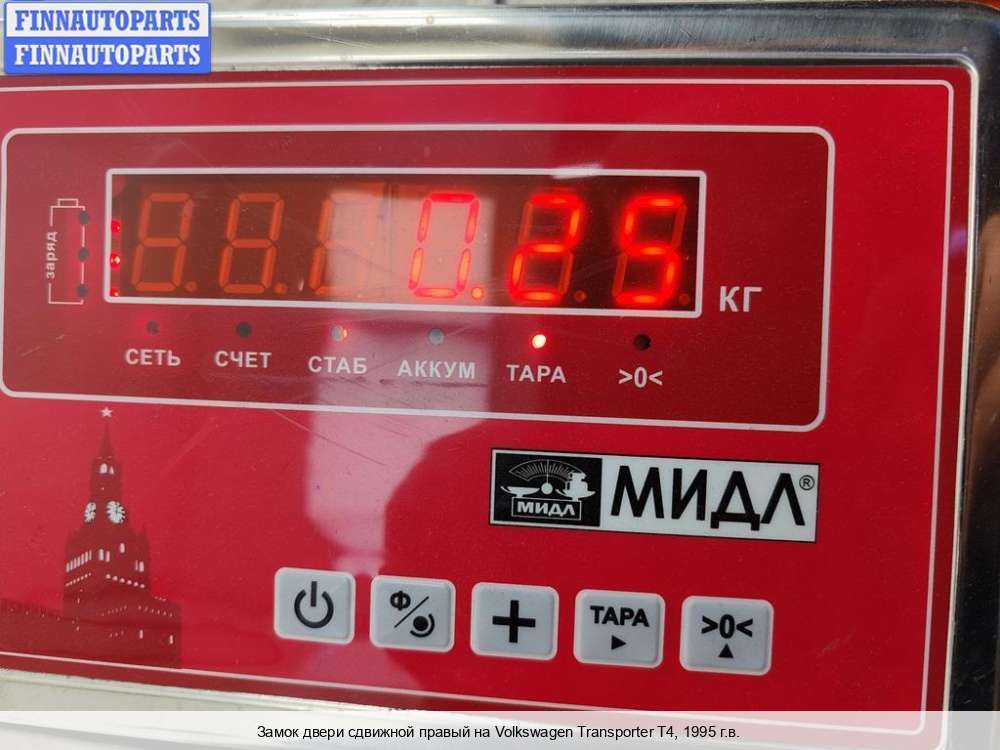 FINNAUTOPARTS
FINNAUTOPARTS
заряд
0.25
КГ
СЕТЬ СЧЕТ СТАБ АККУМ ТАРА >0<
МИДЛ МИДЛ®
Ф
ТАРА >0<
Замок двери сдвижной правый на Volkswagen Transporter T4, 1995 г.в.